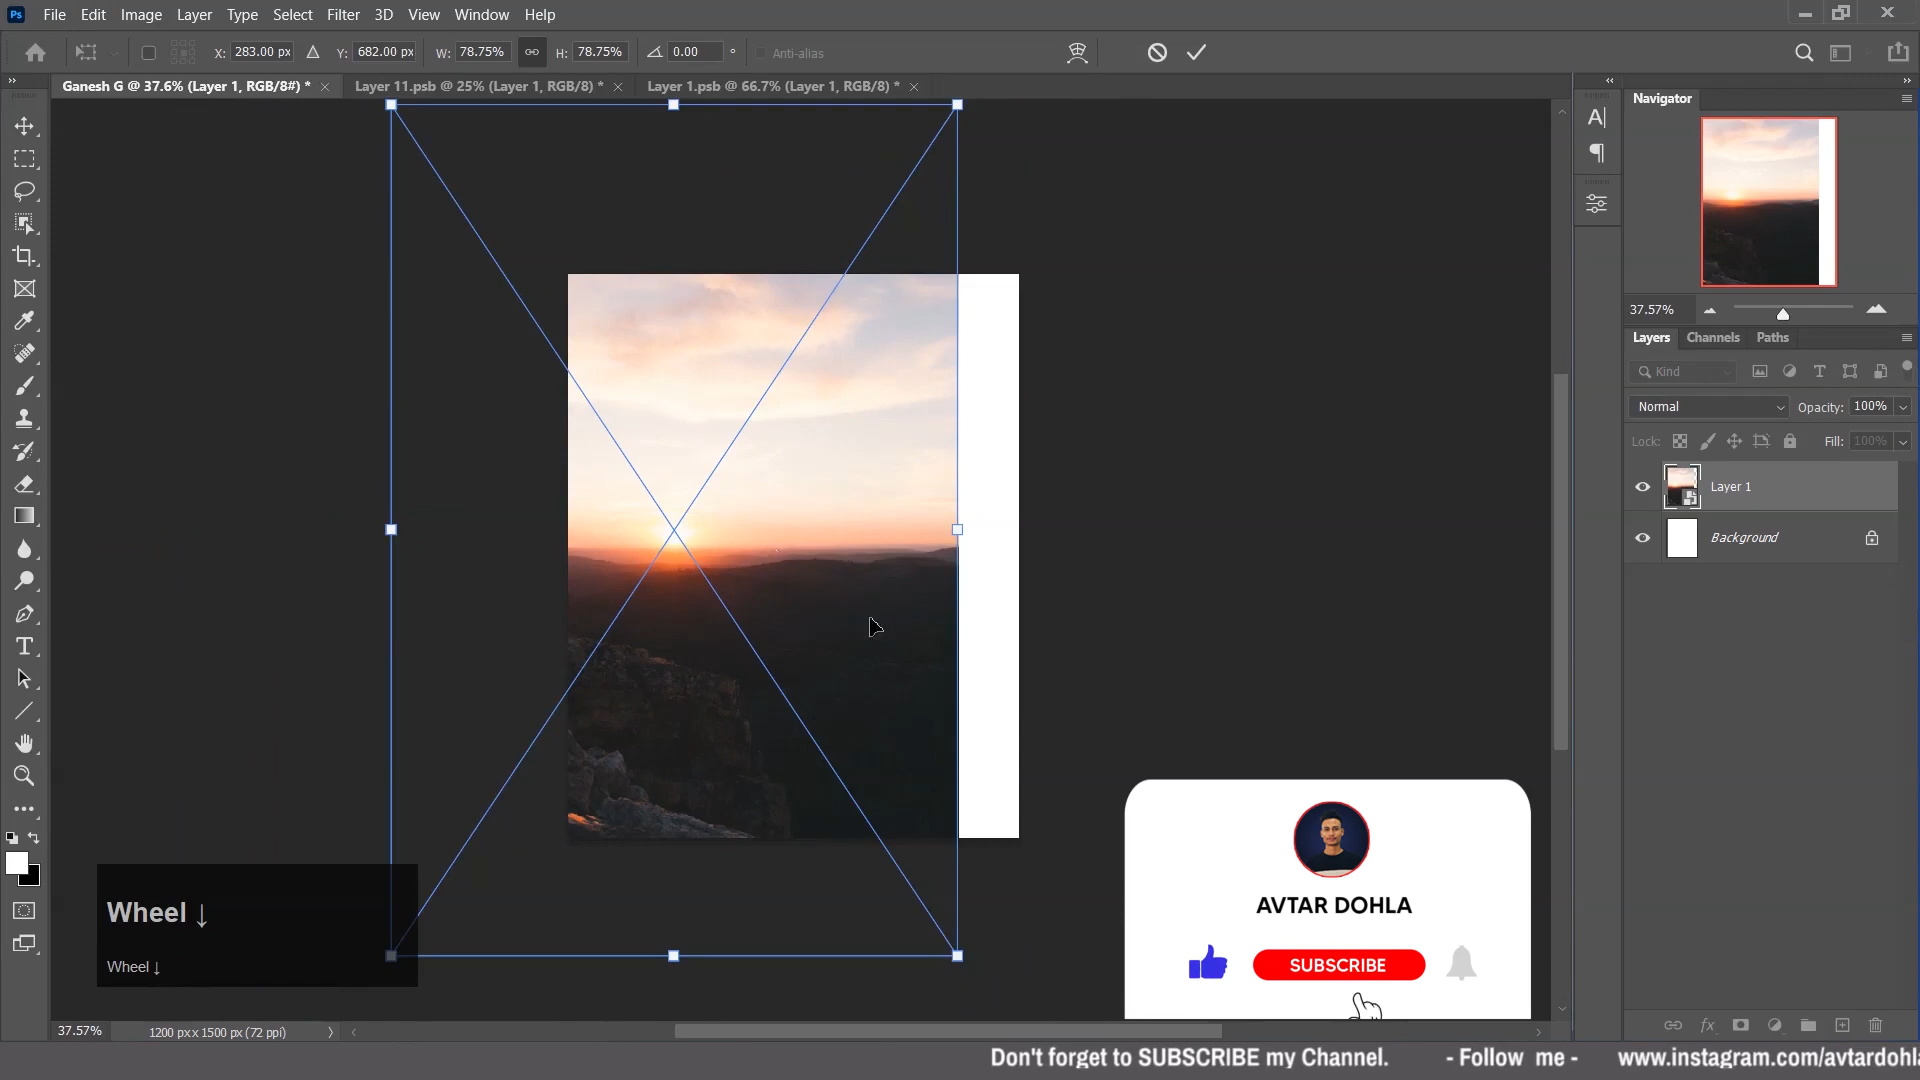 Ps File Edit Image Layer Type Select Filter 3D View Window Help
X: 283.00 px Y: 682.00 px W: 78.75% H: 78.75% 0.00 ° Anti-alias
Ganesh G @ 37.6% (Layer 1, RGB/8#) * Layer 11.psb @ 25% (Layer 1, RGB/8) * Layer 1.psb @ 66.7% (Layer 1, RGB/8) *
Navigator
37.57%
Layers Channels Paths
Kind
Normal Opacity: 100%
Lock: Fill: 100%
Layer 1
Background
Wheel ↓
Wheel ↓
AVTAR DOHLA
SUBSCRIBE
37.57% 1200 px x 1500 px (72 ppi)
Don't forget to SUBSCRIBE my Channel. - Follow me - www.instagram.com/avtardohla